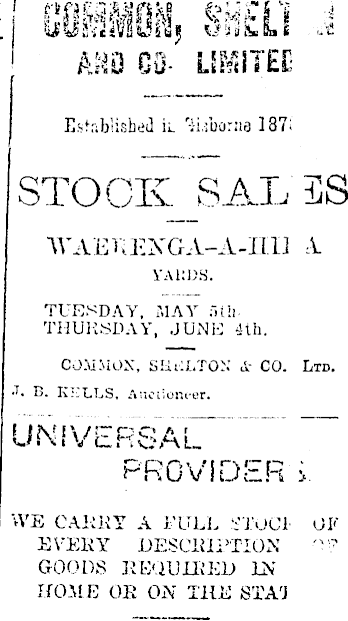 COMMON, SHELTON
AND CO. LIMITED
Established in Gisborne 187
STOCK SALES
WAERENGA-A-HIKA
YARDS.
TUESDAY, MAY 5th.
THURSDAY, JUNE 4th.
COMMON, SHELTON & CO. LTD.
J. B. KELLS, Auctioneer.
UNIVERSAL
PROVIDERS.
WE CARRY A FULL STOCK OF
EVERY DESCRIPTION OF
GOODS REQUIRED IN
HOME OR ON THE STAT